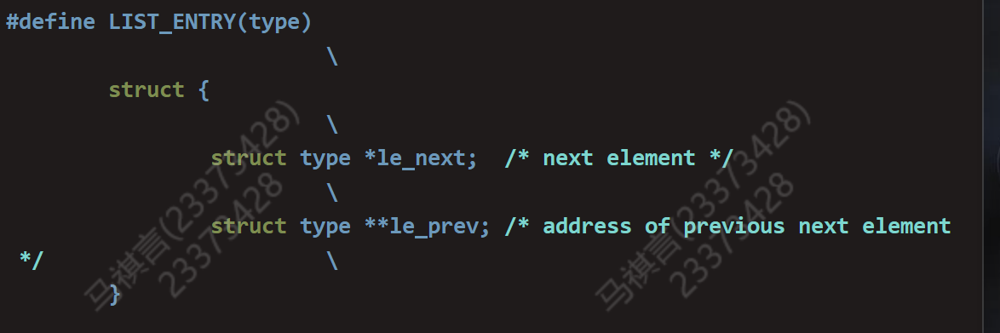 #define LIST_ENTRY(type)
\
struct {
\
struct type *le_next;  /* next element */
\
struct type **le_prev; /* address of previous next element
*/                      \
}
马祺言(23373428)
23373428
马祺言(23373428)
23373428